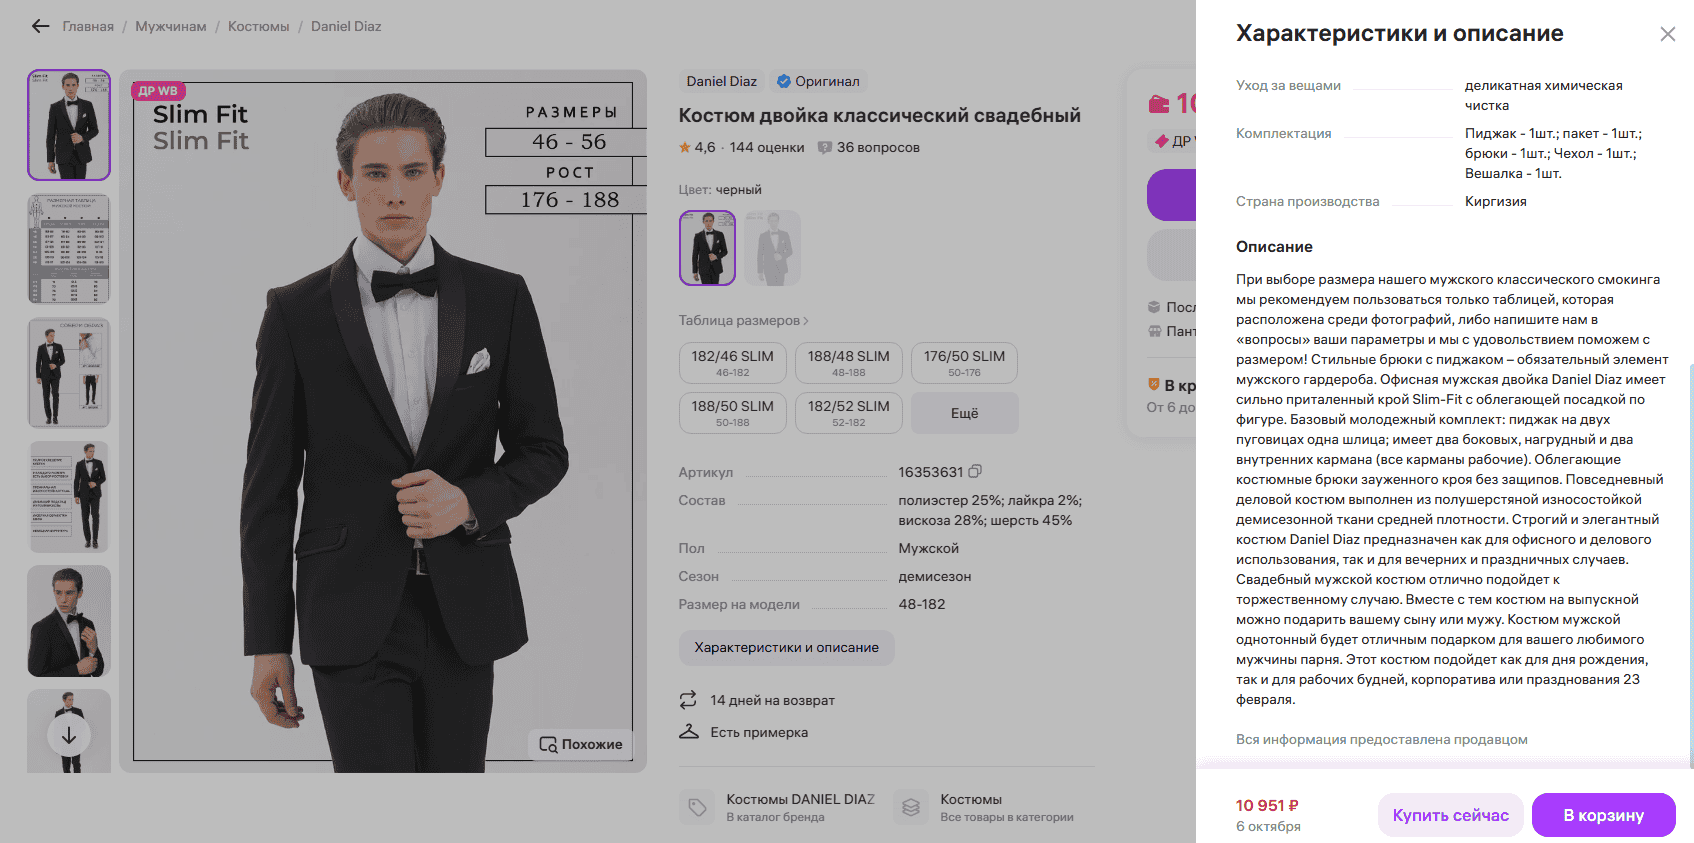 Главная / Мужчинам / Костюмы / Daniel Diaz
ДР WB
Slim Fit
Slim Fit
РАЗМЕРЫ
46 - 56
РОСТ
176 - 188
Похожие
Daniel Diaz
Оригинал
Костюм двойка классический свадебный
4,6 · 144 оценки
36 вопросов
Цвет: черный
Таблица размеров
182/46 SLIM
46-182
188/48 SLIM
48-188
176/50 SLIM
50-176
188/50 SLIM
50-188
182/52 SLIM
52-182
Ещё
Артикул 16353631
Состав полиэстер 25%; лайкра 2%;
вискоза 28%; шерсть 45%
Пол Мужской
Сезон демисезон
Размер на модели 48-182
Характеристики и описание
14 дней на возврат
Есть примерка
Костюмы DANIEL DIAZ
В каталог бренда
Костюмы
Все товары в категории
ДР
В кр
От 6 до
Характеристики и описание
Уход за вещами деликатная химическая
чистка
Комплектация Пиджак - 1шт.; пакет - 1шт.;
брюки - 1шт.; Чехол - 1шт.;
Вешалка - 1шт.
Страна производства Киргизия
Описание
При выборе размера нашего мужского классического смокинга
мы рекомендуем пользоваться только таблицей, которая
расположена среди фотографий, либо напишите нам в
«вопросы» ваши параметры и мы с удовольствием поможем с
размером! Стильные брюки с пиджаком – обязательный элемент
мужского гардероба. Офисная мужская двойка Daniel Diaz имеет
сильно приталенный крой Slim-Fit с облегающей посадкой по
фигуре. Базовый молодежный комплект: пиджак на двух
пуговицах одна шлица; имеет два боковых, нагрудный и два
внутренних кармана (все карманы рабочие). Облегающие
костюмные брюки зауженного кроя без защипов. Повседневный
деловой костюм выполнен из полушерстяной износостойкой
демисезонной ткани средней плотности. Строгий и элегантный
костюм Daniel Diaz предназначен как для офисного и делового
использования, так и для вечерних и праздничных случаев.
Свадебный мужской костюм отлично подойдет к
торжественному случаю. Вместе с тем костюм на выпускной
можно подарить вашему сыну или мужу. Костюм мужской
однотонный будет отличным подарком для вашего любимого
мужчины парня. Этот костюм подойдет как для дня рождения,
так и для рабочих будней, корпоратива или празднования 23
февраля.
Вся информация предоставлена продавцом
10 951 ₽
6 октября
Купить сейчас
В корзину